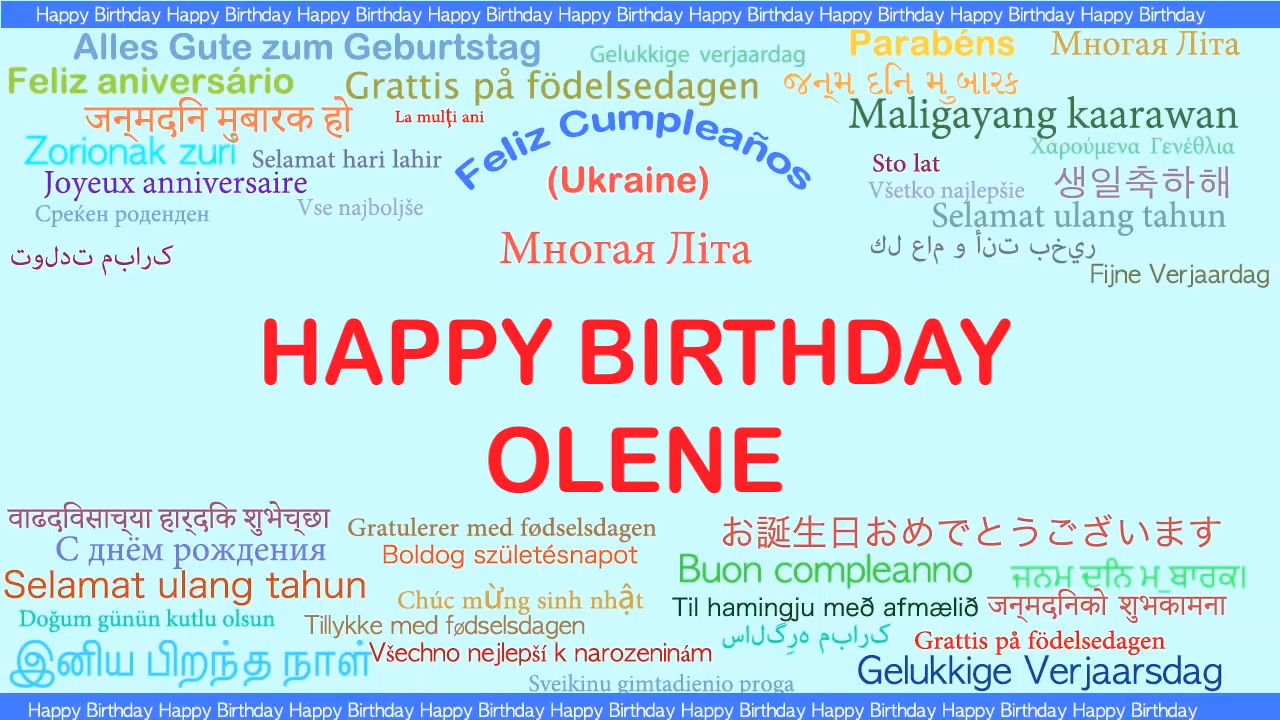 Happy Birthday Happy Birthday Happy Birthday Happy Birthday Happy Birthday Happy Birthday Happy Birthday Happy Birthday Happy Birthday
Alles Gute zum Geburtstag
Gelukkige verjaardag
Parabéns
Многая Літа
Feliz aniversário
Grattis på födelsedagen
જન્મ દિન મુબારક
जन्मदिन मुबारक हो
La mulţi ani
Feliz Cumpleaños
Maligayang kaarawan
Zorionak zuri
Selamat hari lahir
(Ukraine)
Sto lat
Χαρούμενα Γενέθλια
Joyeux anniversaire
Všetko najlepšie
생일축하해
Среќен роденден
Vse najboljše
Selamat ulang tahun
Многая Літа
تولدت مبارک
كل عام و أنت بخير
Fijne Verjaardag
HAPPY BIRTHDAY
OLENE
वाढदिवसाच्या हार्दिक शुभेच्छा
Gratulerer med fødselsdagen
お誕生日おめでとうございます
С днём рождения
Boldog születésnapot
Buon compleanno
ਜਨਮ ਦਿਨ ਮੁਬਾਰਕ।
Selamat ulang tahun
Chúc mừng sinh nhật
Til hamingju með afmælið
जन्मदिनको शुभकामना
Doğum günün kutlu olsun
Tillykke med fødselsdagen
سالگرہ مبارک
Grattis på födelsedagen
இனிய பிறந்த நாள்
Všechno nejlepší k narozeninám
Gelukkige Verjaarsdag
Sveikinu gimtadienio proga
Happy Birthday Happy Birthday Happy Birthday Happy Birthday Happy Birthday Happy Birthday Happy Birthday Happy Birthday Happy Birthday